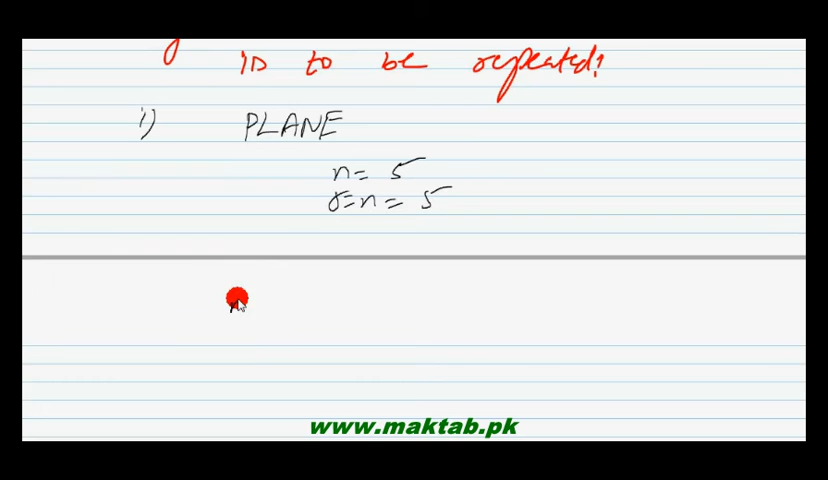 is to be repeated?
i) PLANE
n = 5
r=n = 5
www.maktab.pk